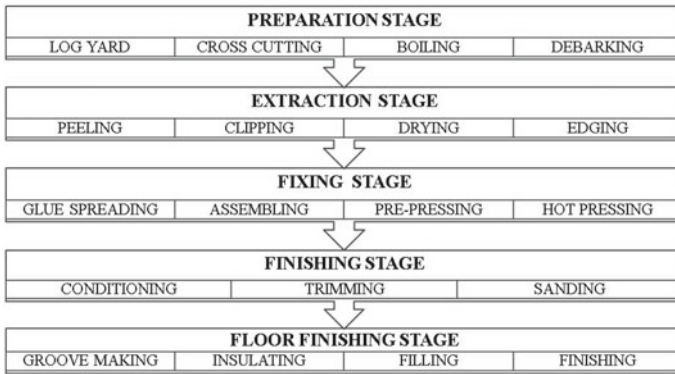 PREPARATION STAGE
LOG YARD CROSS CUTTING BOILING DEBARKING
EXTRACTION STAGE
PEELING CLIPPING DRYING EDGING
FIXING STAGE
GLUE SPREADING ASSEMBLING PRE-PRESSING HOT PRESSING
FINISHING STAGE
CONDITIONING TRIMMING SANDING
FLOOR FINISHING STAGE
GROOVE MAKING INSULATING FILLING FINISHING